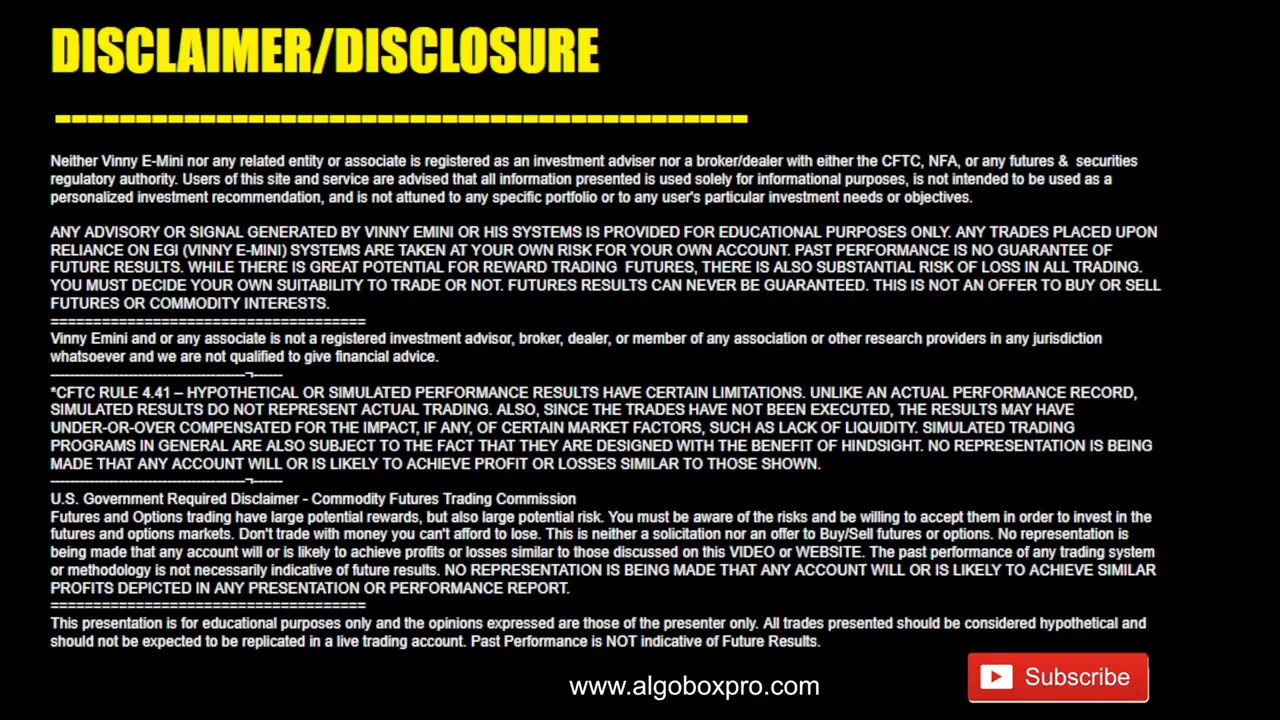 DISCLAIMER/DISCLOSURE
-------------------------------------------
Neither Vinny E-Mini nor any related entity or associate is registered as an investment adviser nor a broker/dealer with either the CFTC, NFA, or any futures &  securities
regulatory authority. Users of this site and service are advised that all information presented is used solely for informational purposes, is not intended to be used as a
personalized investment recommendation, and is not attuned to any specific portfolio or to any user's particular investment needs or objectives.
ANY ADVISORY OR SIGNAL GENERATED BY VINNY EMINI OR HIS SYSTEMS IS PROVIDED FOR EDUCATIONAL PURPOSES ONLY. ANY TRADES PLACED UPON
RELIANCE ON EGI (VINNY E-MINI) SYSTEMS ARE TAKEN AT YOUR OWN RISK FOR YOUR OWN ACCOUNT. PAST PERFORMANCE IS NO GUARANTEE OF
FUTURE RESULTS. WHILE THERE IS GREAT POTENTIAL FOR REWARD TRADING  FUTURES, THERE IS ALSO SUBSTANTIAL RISK OF LOSS IN ALL TRADING.
YOU MUST DECIDE YOUR OWN SUITABILITY TO TRADE OR NOT. FUTURES RESULTS CAN NEVER BE GUARANTEED. THIS IS NOT AN OFFER TO BUY OR SELL
FUTURES OR COMMODITY INTERESTS.
=====================================
Vinny Emini and or any associate is not a registered investment advisor, broker, dealer, or member of any association or other research providers in any jurisdiction
whatsoever and we are not qualified to give financial advice.
-----------------------------------------¬------
*CFTC RULE 4.41 – HYPOTHETICAL OR SIMULATED PERFORMANCE RESULTS HAVE CERTAIN LIMITATIONS. UNLIKE AN ACTUAL PERFORMANCE RECORD,
SIMULATED RESULTS DO NOT REPRESENT ACTUAL TRADING. ALSO, SINCE THE TRADES HAVE NOT BEEN EXECUTED, THE RESULTS MAY HAVE
UNDER-OR-OVER COMPENSATED FOR THE IMPACT, IF ANY, OF CERTAIN MARKET FACTORS, SUCH AS LACK OF LIQUIDITY. SIMULATED TRADING
PROGRAMS IN GENERAL ARE ALSO SUBJECT TO THE FACT THAT THEY ARE DESIGNED WITH THE BENEFIT OF HINDSIGHT. NO REPRESENTATION IS BEING
MADE THAT ANY ACCOUNT WILL OR IS LIKELY TO ACHIEVE PROFIT OR LOSSES SIMILAR TO THOSE SHOWN.
-----------------------------------------¬------
U.S. Government Required Disclaimer - Commodity Futures Trading Commission
Futures and Options trading have large potential rewards, but also large potential risk. You must be aware of the risks and be willing to accept them in order to invest in the
futures and options markets. Don't trade with money you can't afford to lose. This is neither a solicitation nor an offer to Buy/Sell futures or options. No representation is
being made that any account will or is likely to achieve profits or losses similar to those discussed on this VIDEO or WEBSITE. The past performance of any trading system
or methodology is not necessarily indicative of future results. NO REPRESENTATION IS BEING MADE THAT ANY ACCOUNT WILL OR IS LIKELY TO ACHIEVE SIMILAR
PROFITS DEPICTED IN ANY PRESENTATION OR PERFORMANCE REPORT.
=====================================
This presentation is for educational purposes only and the opinions expressed are those of the presenter only. All trades presented should be considered hypothetical and
should not be expected to be replicated in a live trading account. Past Performance is NOT indicative of Future Results.
www.algoboxpro.com
Subscribe